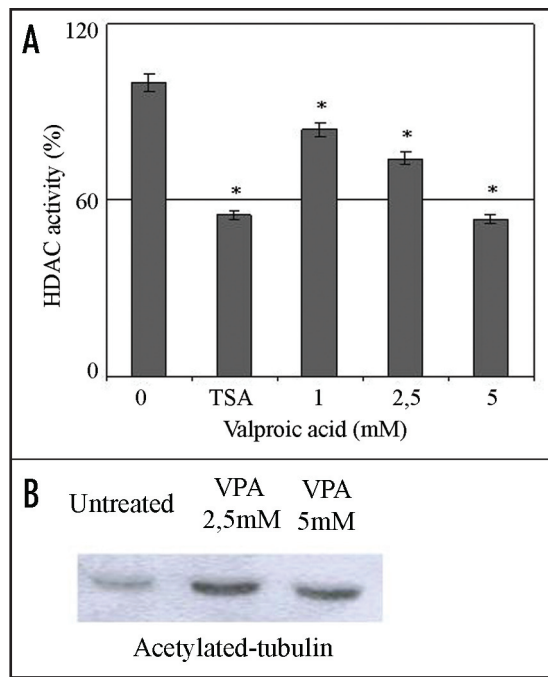 A
120
60
0
HDAC activity (%)
*
*
*
*
0 TSA 1 2,5 5
Valproic acid (mM)
B
Untreated VPA 2,5mM VPA 5mM
Acetylated-tubulin